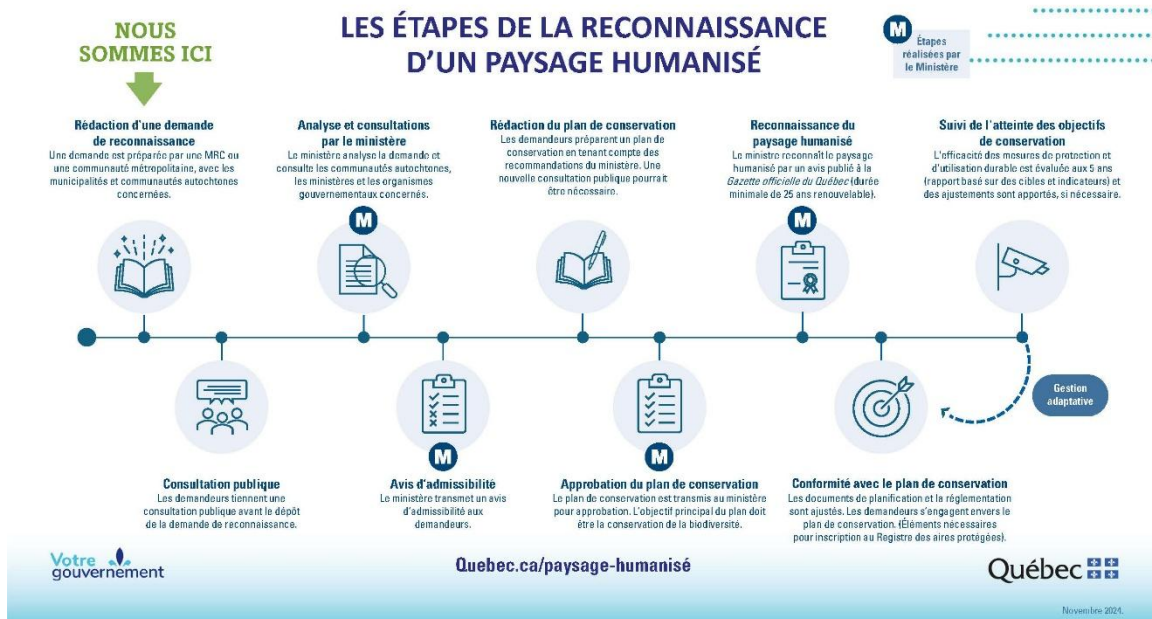 NOUS
SOMMES ICI
LES ÉTAPES DE LA RECONNAISSANCE
D'UN PAYSAGE HUMANISÉ
M
Étapes
réalisées par
le Ministère
Rédaction d'une demande
de reconnaissance
Une demande est préparée par une MRC ou
une communauté métropolitaine, avec les
municipalités et communautés autochtones
concernées.
Analyse et consultations
par le ministère
Le ministère analyse la demande et
consulte les communautés autochtones,
les ministères et les organismes
gouvernementaux concernés.
M
Rédaction du plan de conservation
Les demandeurs préparent un plan de
conservation en tenant compte des
recommandations du ministère. Une
nouvelle consultation publique pourrait
être nécessaire.
Reconnaissance du
paysage humanisé
Le ministre reconnaît le paysage
humanisé par un avis publié à la
Gazette officielle du Québec (durée
minimale de 25 ans renouvelable).
M
Suivi de l'atteinte des objectifs
de conservation
L'efficacité des mesures de protection et
d'utilisation durable est évaluée aux 5 ans
(rapport basé sur des cibles et indicateurs) et
des ajustements sont apportés, si nécessaire.
Gestion
adaptative
Consultation publique
Les demandeurs tiennent une
consultation publique avant le dépôt
de la demande de reconnaissance.
M
Avis d'admissibilité
Le ministère transmet un avis
d'admissibilité aux
demandeurs.
M
Approbation du plan de conservation
Le plan de conservation est transmis au ministère
pour approbation. L'objectif principal du plan doit
être la conservation de la biodiversité.
Conformité avec le plan de conservation
Les documents de planification et la réglementation
sont ajustés. Les demandeurs s'engagent envers le
plan de conservation. (Éléments nécessaires
pour inscription au Registre des aires protégées).
Votre
gouvernement
Quebec.ca/paysage-humanisé
Québec
Novembre 2024.